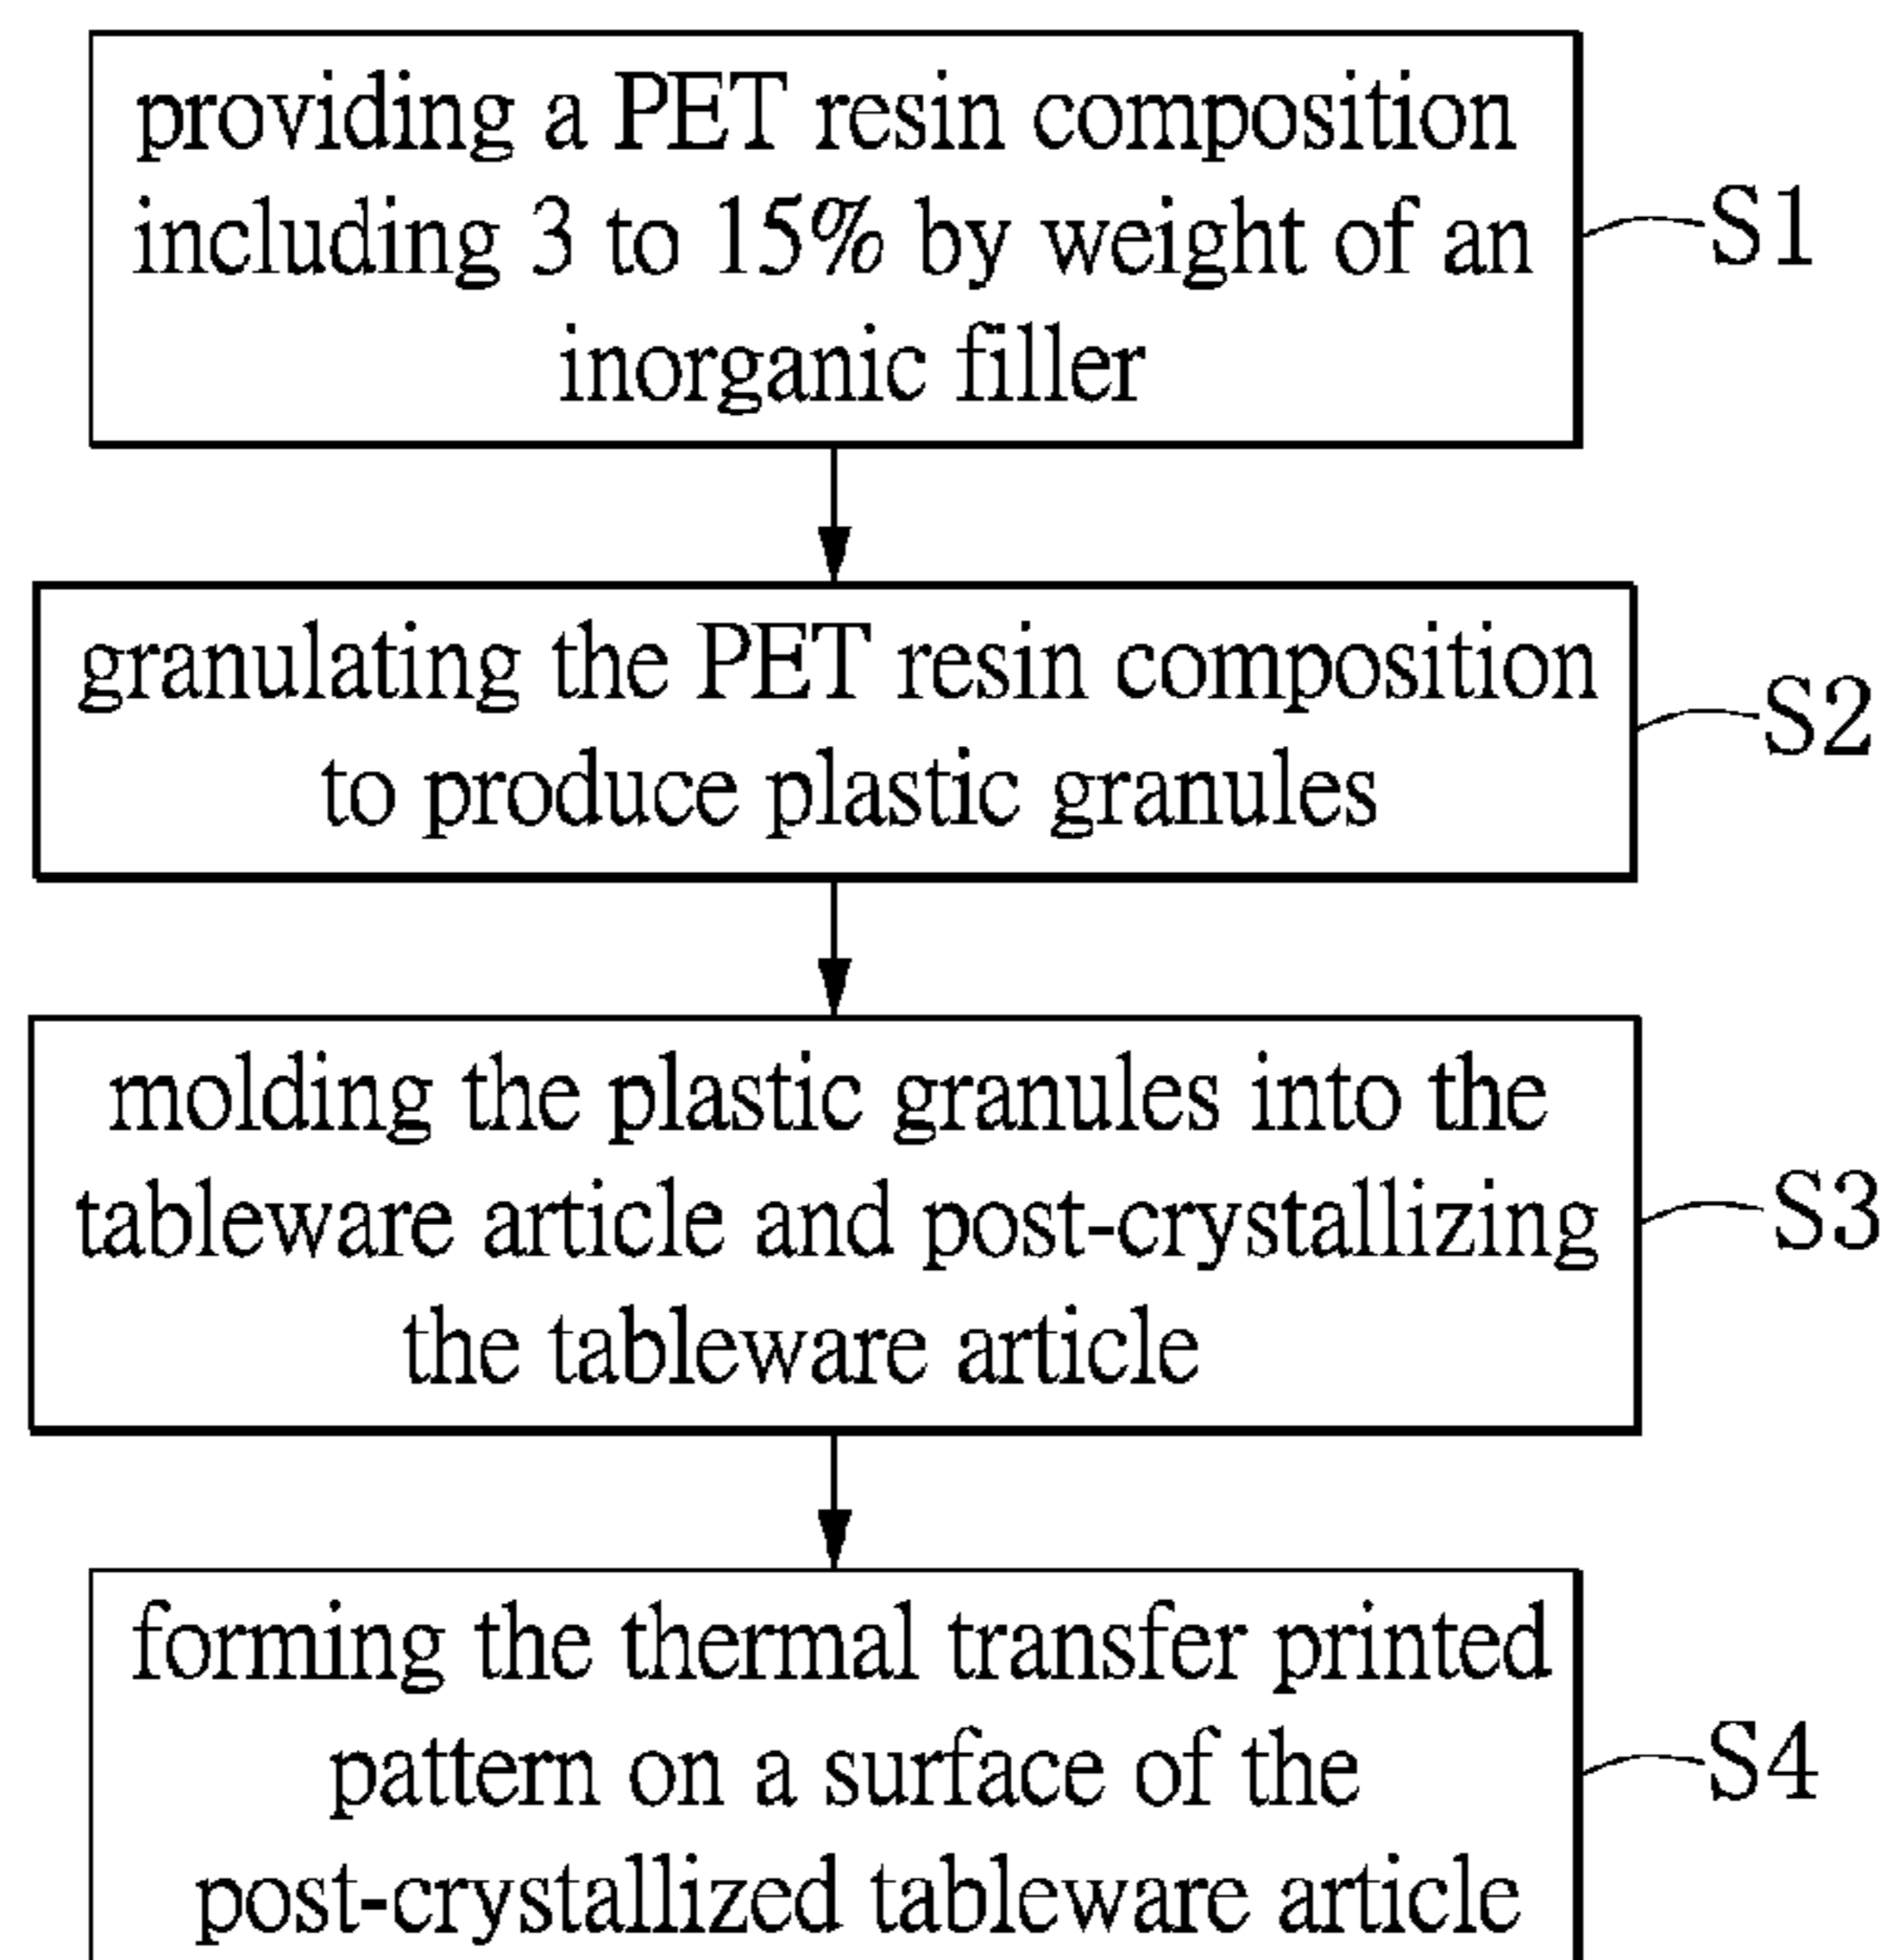 providing a PET resin composition
including 3 to 15% by weight of an
inorganic filler
S1
granulating the PET resin composition
to produce plastic granules
S2
molding the plastic granules into the
tableware article and post-crystallizing
the tableware article
S3
forming the thermal transfer printed
pattern on a surface of the
post-crystallized tableware article
S4